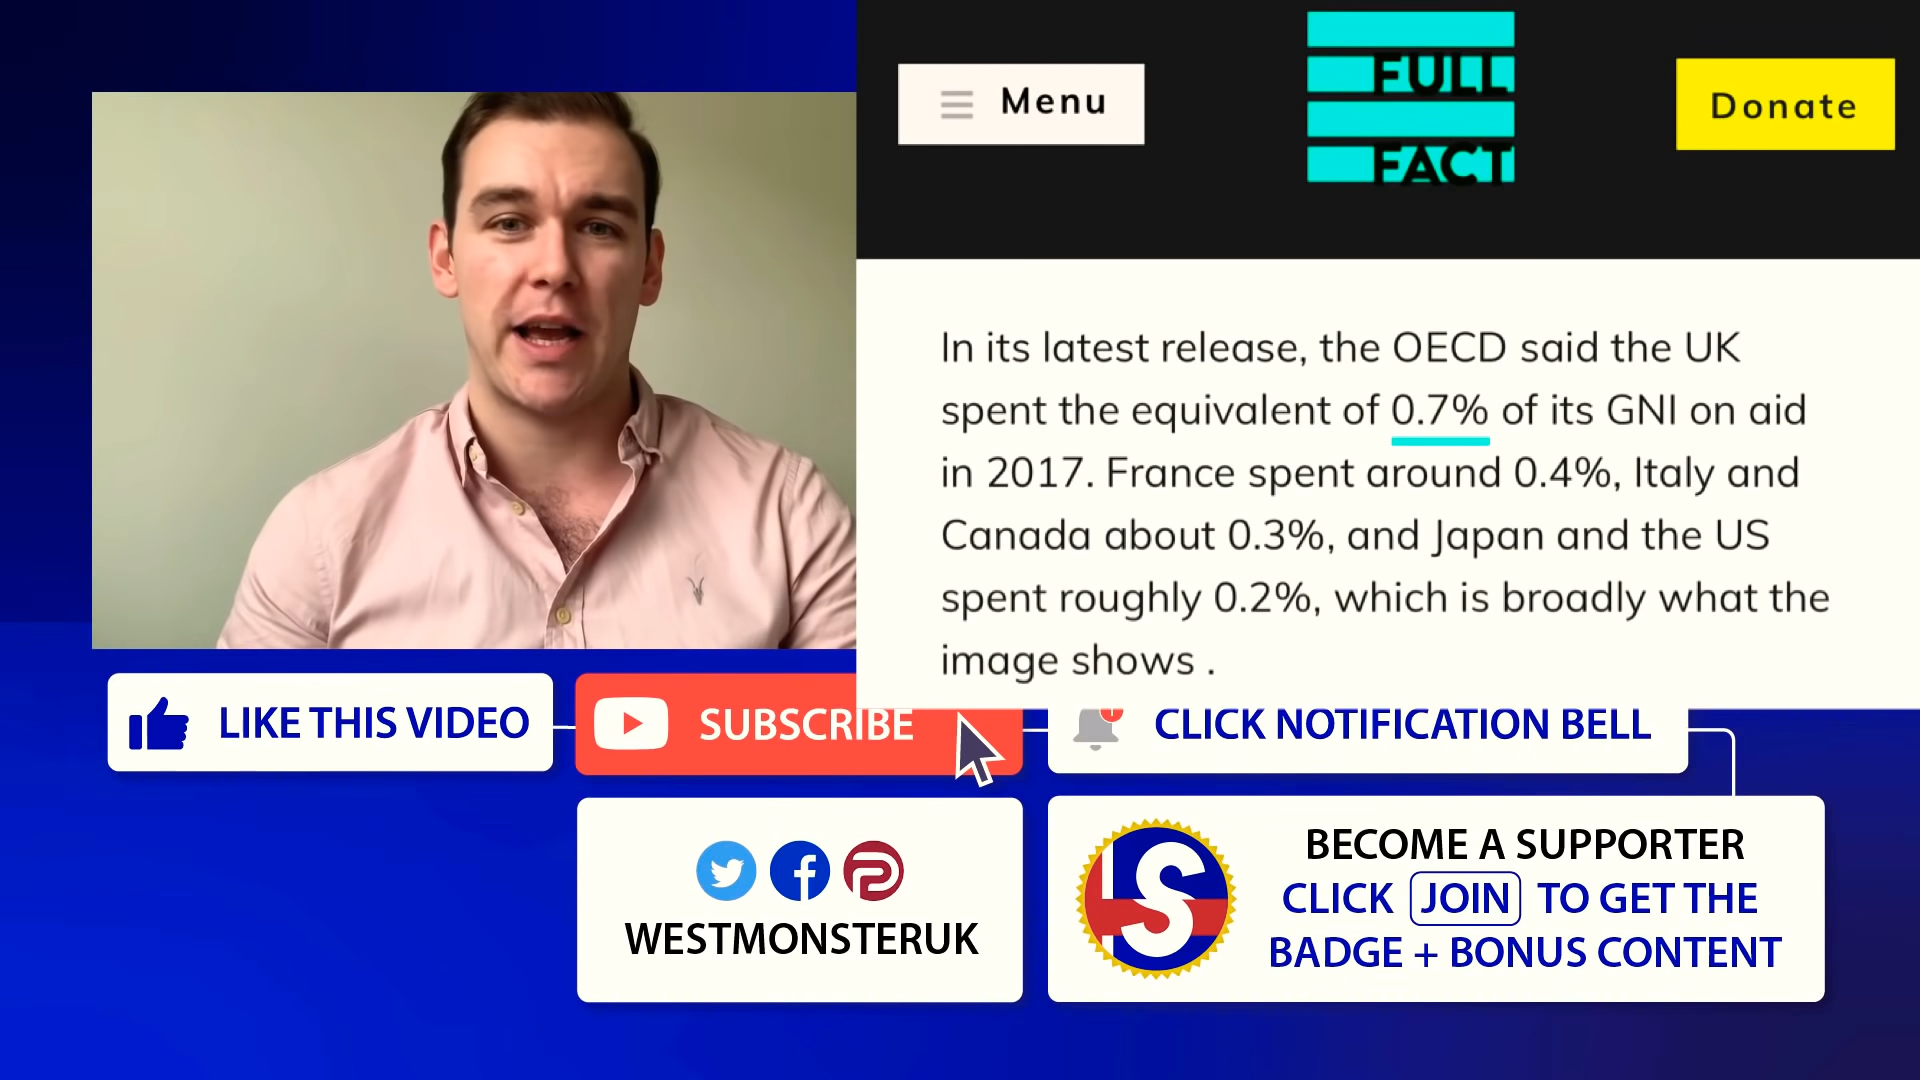 Menu
FULL
FACT
Donate
In its latest release, the OECD said the UK
spent the equivalent of 0.7% of its GNI on aid
in 2017. France spent around 0.4%, Italy and
Canada about 0.3%, and Japan and the US
spent roughly 0.2%, which is broadly what the
image shows .
LIKE THIS VIDEO
SUBSCRIBE
CLICK NOTIFICATION BELL
WESTMONSTERUK
BECOME A SUPPORTER
CLICK JOIN TO GET THE
BADGE + BONUS CONTENT